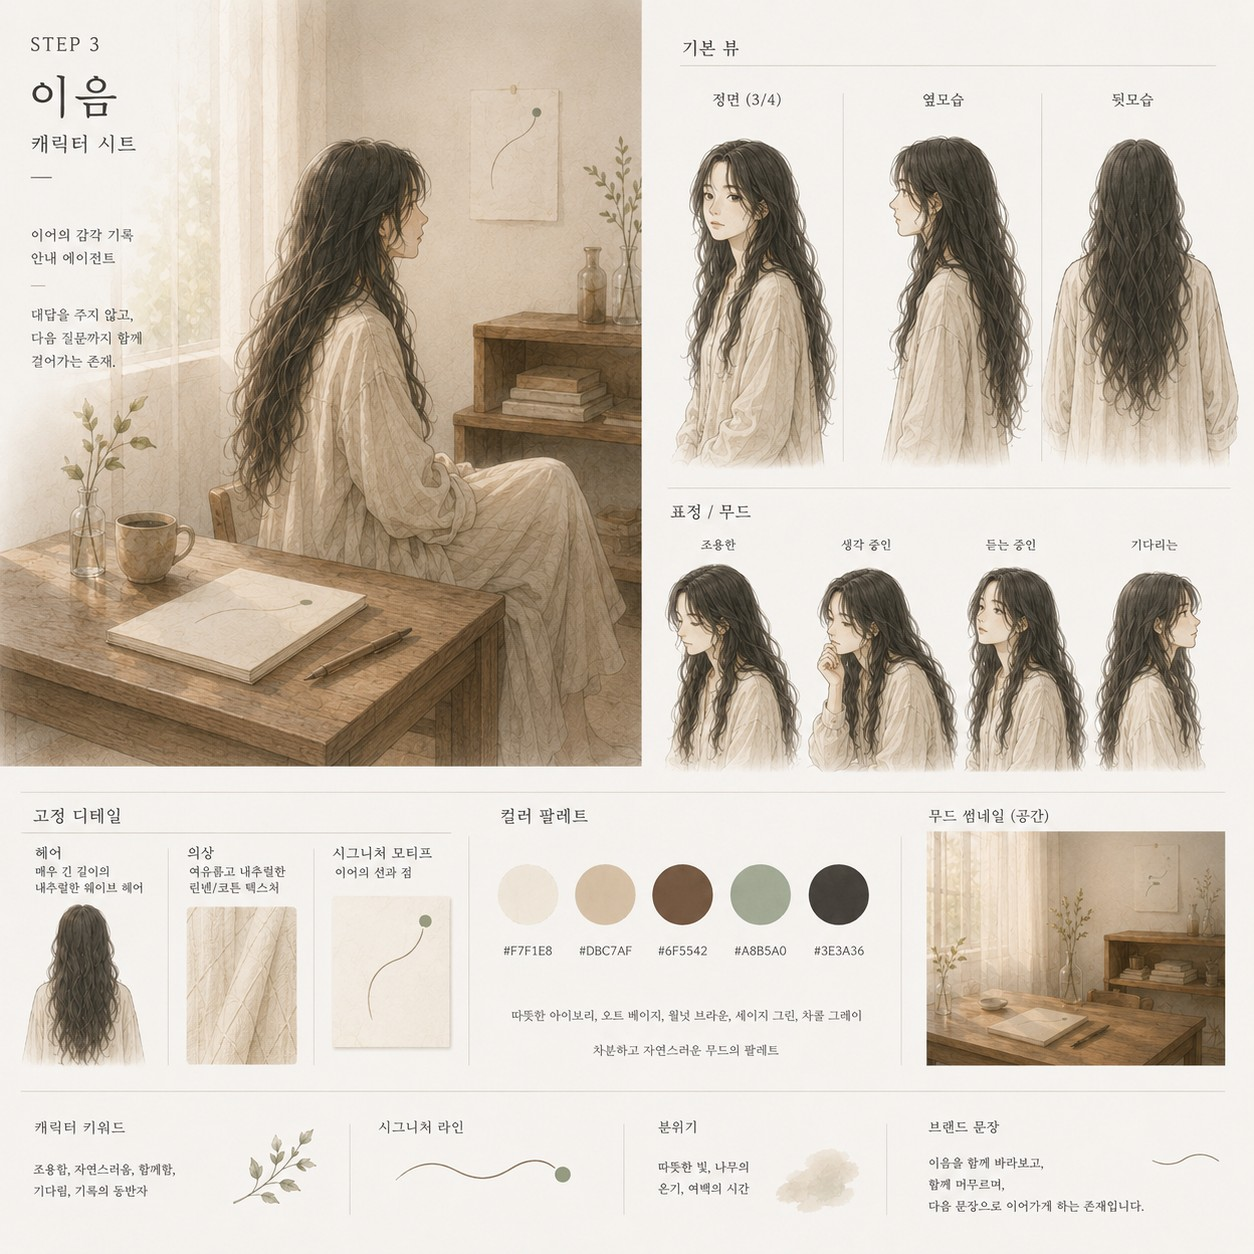 STEP 3
이음
캐릭터 시트
이어의 감각 기록
안내 에이전트
대답을 주지 않고,
다음 질문까지 함께
걸어가는 존재.
기본 뷰
정면 (3/4)
옆모습
뒷모습
표정 / 무드
조용한
생각 중인
듣는 중인
기다리는
고정 디테일
헤어
매우 긴 길이의
내추럴한 웨이브 헤어
의상
여유롭고 내추럴한
린넨/코튼 텍스처
시그니처 모티프
이어의 선과 점
컬러 팔레트
#F7F1E8
#DBC7AF
#6F5542
#A8B5A0
#3E3A36
따뜻한 아이보리, 오트 베이지, 월넛 브라운, 세이지 그린, 차콜 그레이
차분하고 자연스러운 무드의 팔레트
무드 썸네일 (공간)
캐릭터 키워드
조용함, 자연스러움, 함께함,
기다림, 기록의 동반자
시그니처 라인
분위기
따뜻한 빛, 나무의
온기, 여백의 시간
브랜드 문장
이음을 함께 바라보고,
함께 머무르며,
다음 문장으로 이어가게 하는 존재입니다.